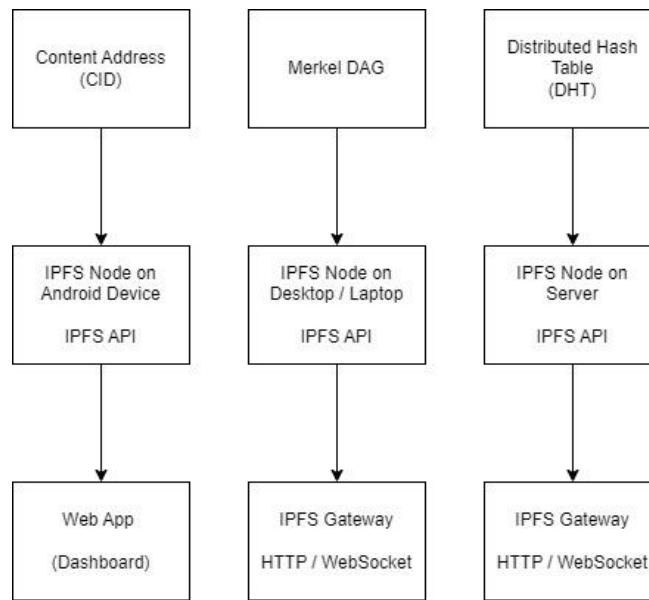 Content Address
(CID)
Merkel DAG
Distributed Hash
Table
(DHT)
IPFS Node on
Android Device
IPFS API
IPFS Node on
Desktop / Laptop
IPFS API
IPFS Node on
Server
IPFS API
Web App
(Dashboard)
IPFS Gateway
HTTP / WebSocket
IPFS Gateway
HTTP / WebSocket